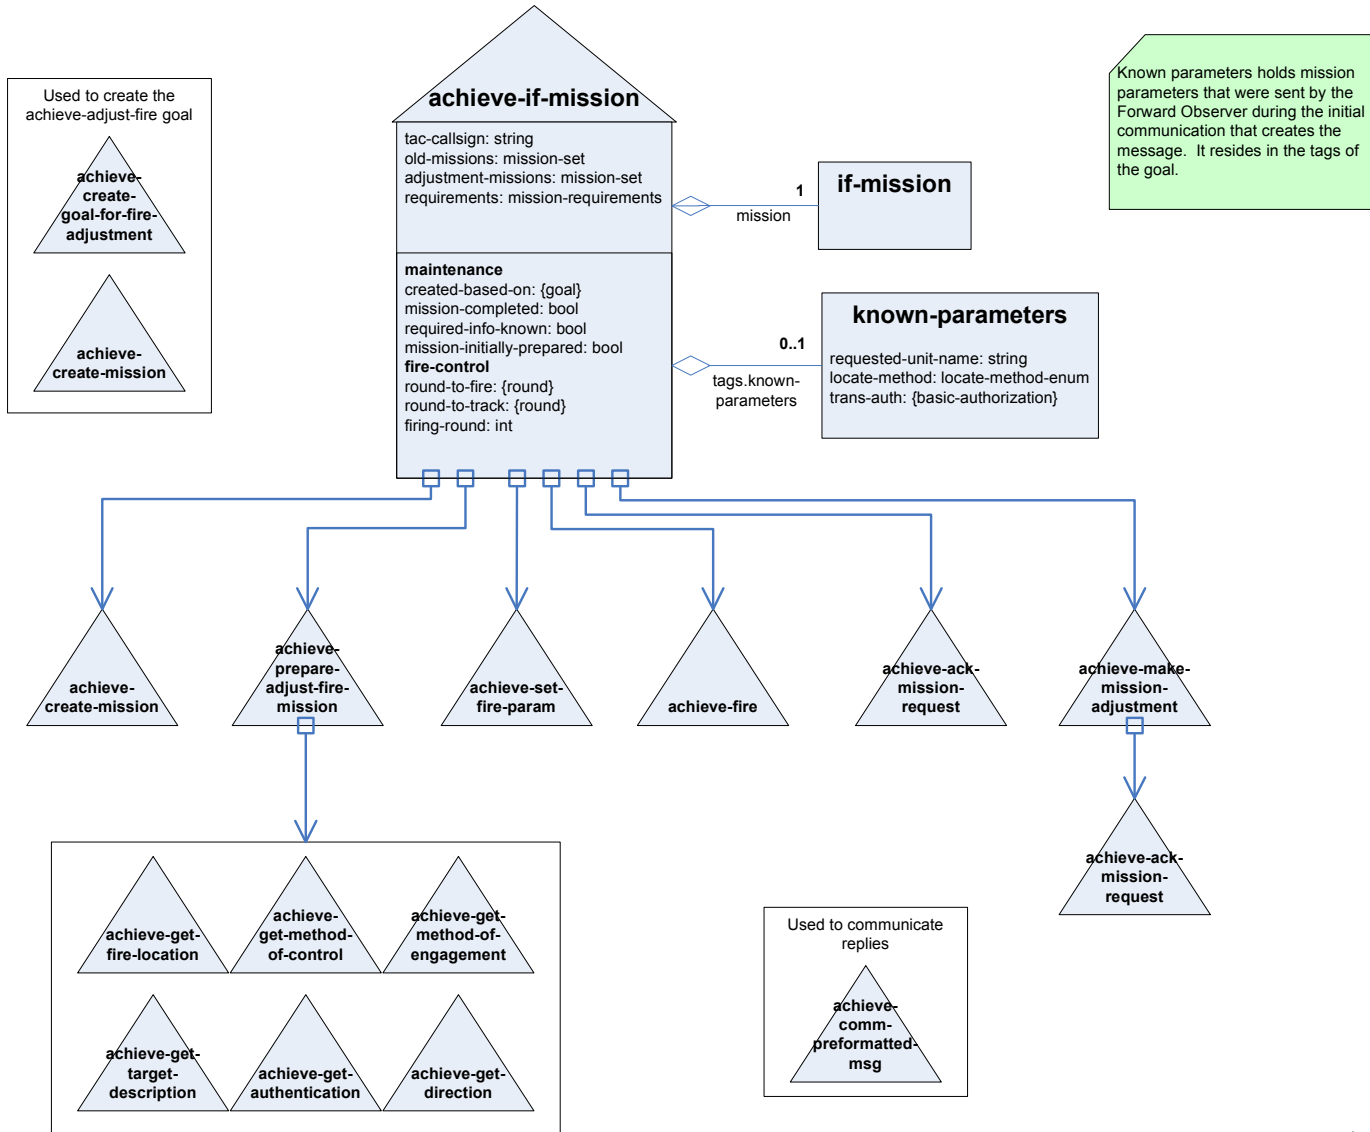 Used to create the
achieve-adjust-fire goal
achieve-
create-
goal-for-fire-
adjustment
achieve-
create-mission
achieve-if-mission
tac-callsign: string
old-missions: mission-set
adjustment-missions: mission-set
requirements: mission-requirements
maintenance
created-based-on: {goal}
mission-completed: bool
required-info-known: bool
mission-initially-prepared: bool
fire-control
round-to-fire: {round}
round-to-track: {round}
firing-round: int
1
mission
if-mission
0..1
tags.known-
parameters
known-parameters
requested-unit-name: string
locate-method: locate-method-enum
trans-auth: {basic-authorization}
Known parameters holds mission
parameters that were sent by the
Forward Observer during the initial
communication that creates the
message.  It resides in the tags of
the goal.
achieve-
create-mission
achieve-
prepare-
adjust-fire-
mission
achieve-set-
fire-param
achieve-fire
achieve-ack-
mission-
request
achieve-make-
mission-
adjustment
achieve-ack-
mission-
request
achieve-get-
fire-location
achieve-
get-method-
of-control
achieve-get-
method-of-
engagement
achieve-get-
target-
description
achieve-get-
authentication
achieve-get-
direction
Used to communicate
replies
achieve-
comm-
preformatted-
msg